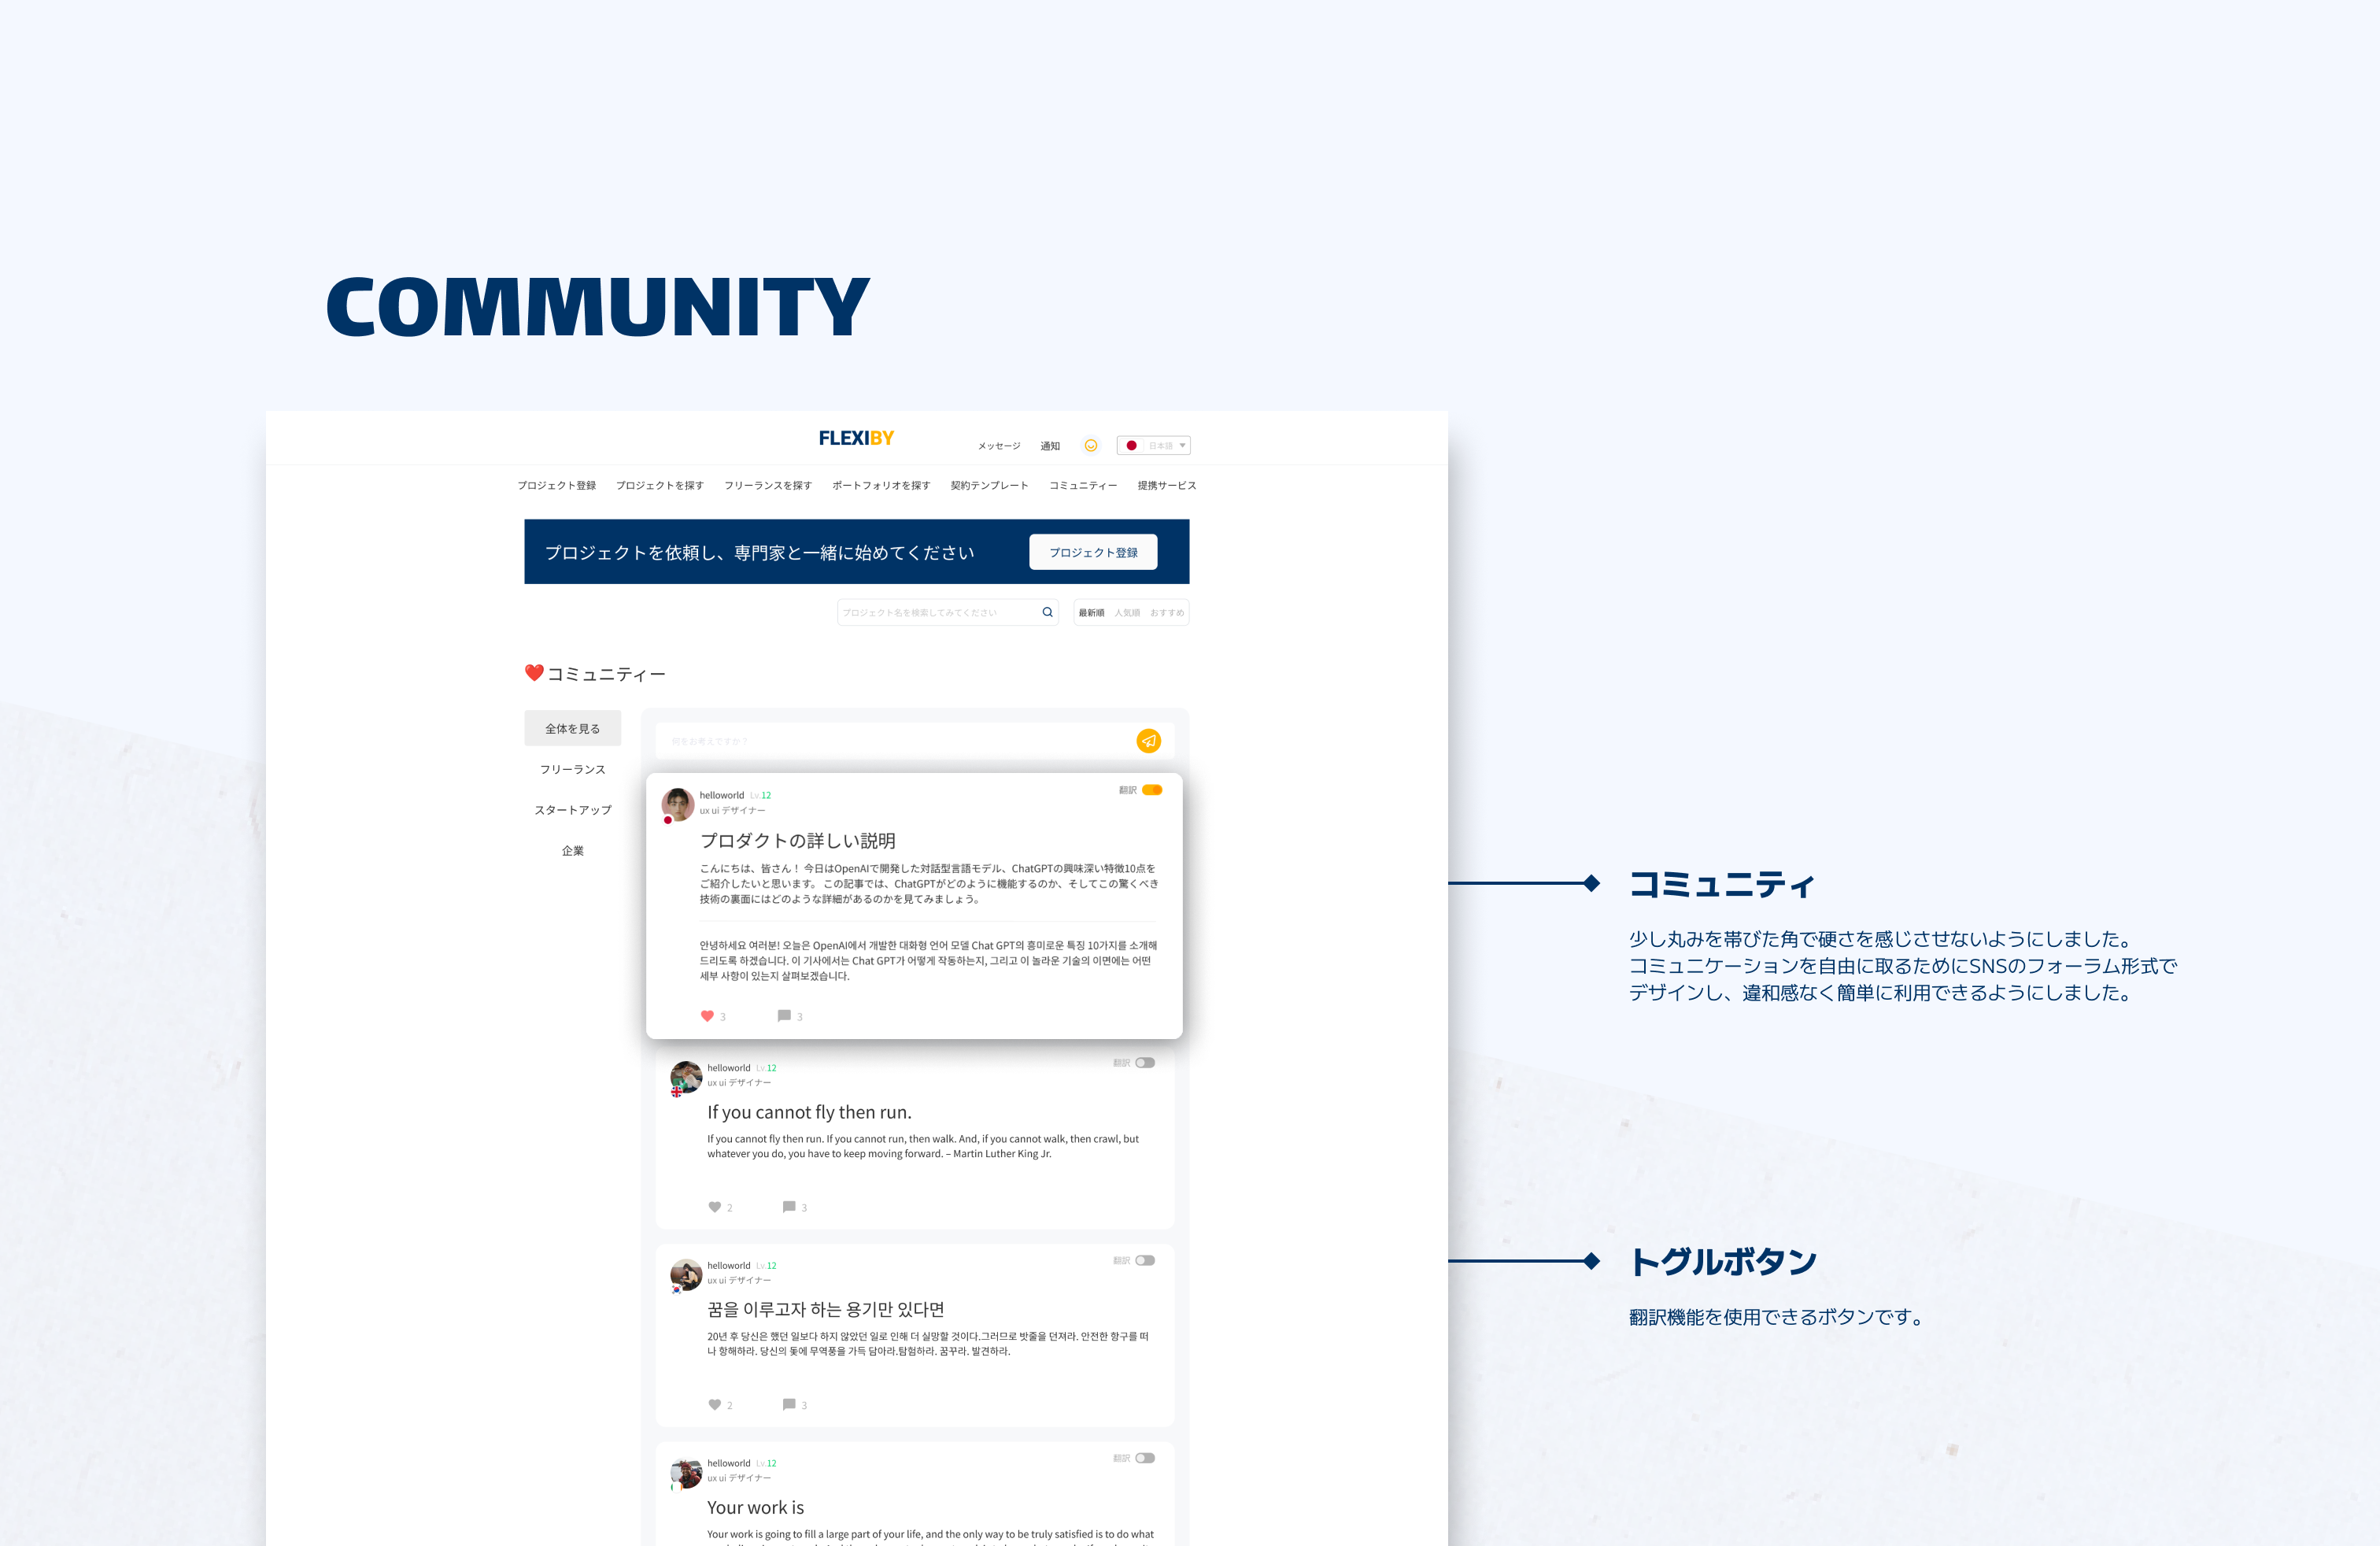 COMMUNITY
FLEXIBY
メッセージ 通知 日本語
プロジェクト登録 プロジェクトを探す フリーランスを探す ポートフォリオを探す 契約テンプレート コミュニティー 提携サービス
プロジェクトを依頼し、専門家と一緒に始めてください プロジェクト登録
プロジェクト名を検索してみてください 最新順 人気順 おすすめ
❤️コミュニティー
全体を見る
フリーランス
スタートアップ
企業
何をお考えですか？
helloworld Lv.12 翻訳
ux ui デザイナー
プロダクトの詳しい説明
こんにちは、皆さん！ 今日はOpenAIで開発した対話型言語モデル、ChatGPTの興味深い特徴10点を
ご紹介したいと思います。 この記事では、ChatGPTがどのように機能するのか、そしてこの驚くべき
技術の裏面にはどのような詳細があるのかを見てみましょう。
안녕하세요 여러분! 오늘은 OpenAI에서 개발한 대화형 언어 모델 Chat GPT의 흥미로운 특징 10가지를 소개해
드리도록 하겠습니다. 이 기사에서는 Chat GPT가 어떻게 작동하는지, 그리고 이 놀라운 기술의 이면에는 어떤
세부 사항이 있는지 살펴보겠습니다.
3 3
helloworld Lv.12 翻訳
ux ui デザイナー
If you cannot fly then run.
If you cannot fly then run. If you cannot run, then walk. And, if you cannot walk, then crawl, but
whatever you do, you have to keep moving forward. – Martin Luther King Jr.
2 3
helloworld Lv.12 翻訳
ux ui デザイナー
꿈을 이루고자 하는 용기만 있다면
20년 후 당신은 했던 일보다 하지 않았던 일로 인해 더 실망할 것이다.그러므로 밧줄을 던져라. 안전한 항구를 떠
나 항해하라. 당신의 돛에 무역풍을 가득 담아라.탐험하라. 꿈꾸라. 발견하라.
2 3
helloworld Lv.12 翻訳
ux ui デザイナー
Your work is
Your work is going to fill a large part of your life, and the only way to be truly satisfied is to do what
コミュニティ
少し丸みを帯びた角で硬さを感じさせないようにしました。
コミュニケーションを自由に取るためにSNSのフォーラム形式で
デザインし、違和感なく簡単に利用できるようにしました。
トグルボタン
翻訳機能を使用できるボタンです。